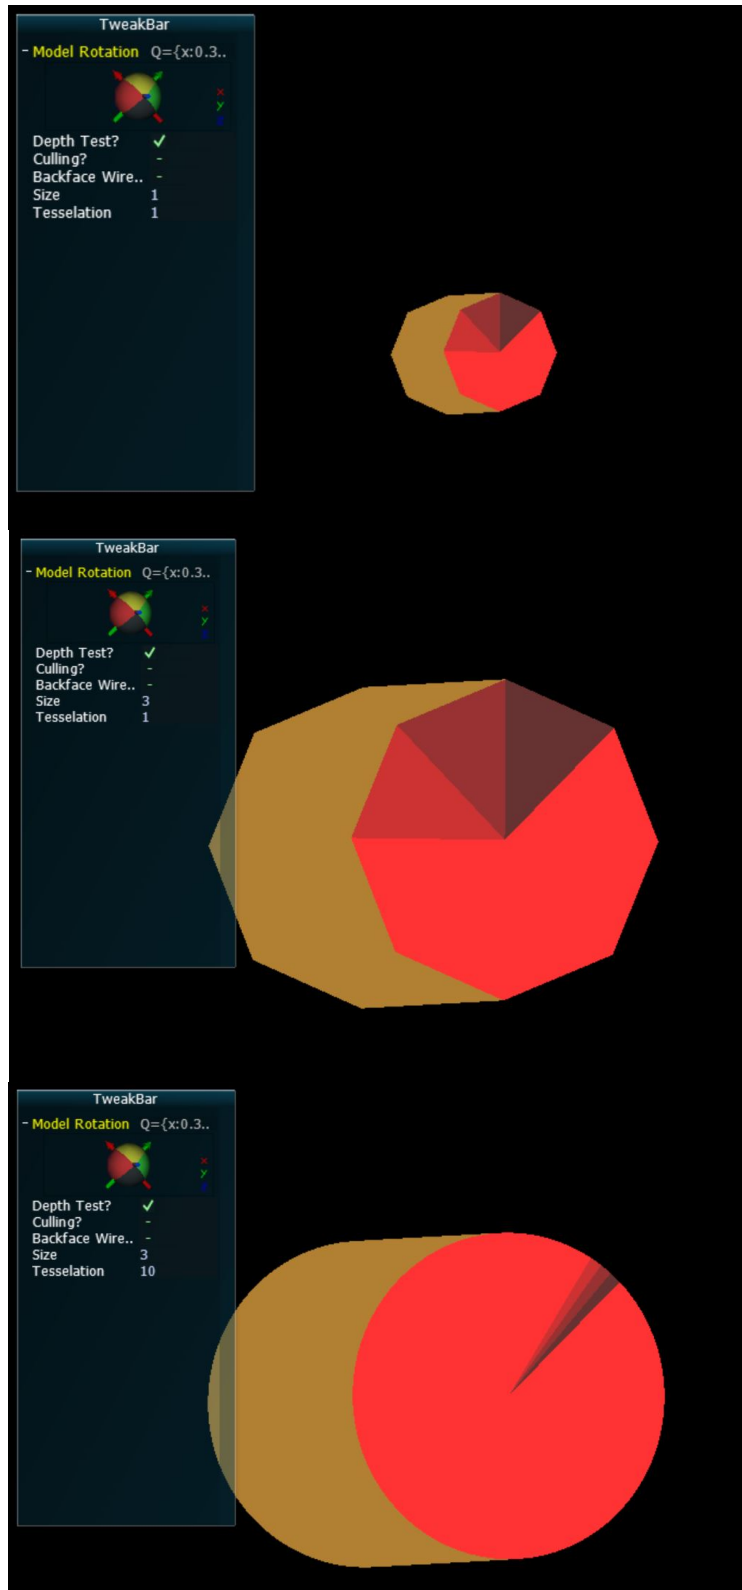 TweakBar
- Model Rotation Q={x:0.3..
x
y
Depth Test? ✓
Culling? -
Backface Wire.. -
Size 1
Tesselation 1
TweakBar
- Model Rotation Q={x:0.3..
x
y
Depth Test? ✓
Culling? -
Backface Wire.. -
Size 3
Tesselation 1
TweakBar
- Model Rotation Q={x:0.3..
x
y
Depth Test? ✓
Culling? -
Backface Wire.. -
Size 3
Tesselation 10